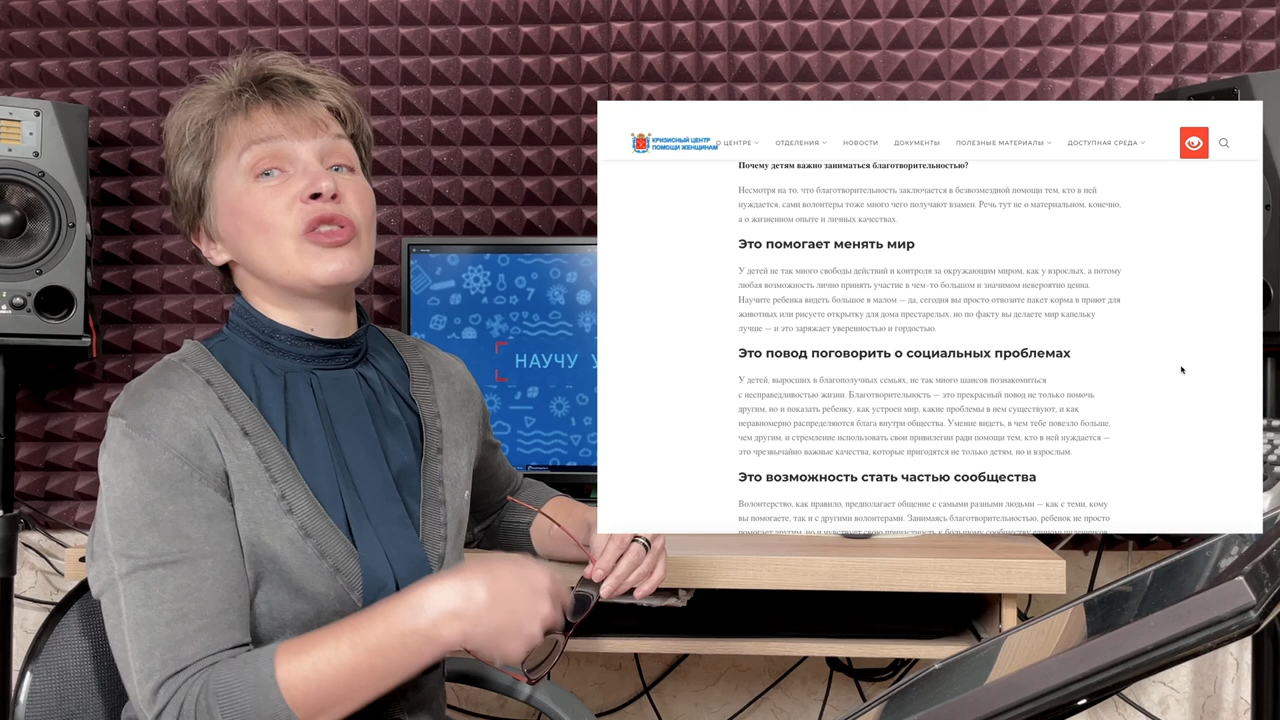 НАУЧУ
КРИЗИСНЫЙ ЦЕНТР
ПОМОЩИ ЖЕНЩИНАМ
О ЦЕНТРЕ ОТДЕЛЕНИЯ НОВОСТИ ДОКУМЕНТЫ ПОЛЕЗНЫЕ МАТЕРИАЛЫ ДОСТУПНАЯ СРЕДА
Почему детям важно заниматься благотворительностью?
Несмотря на то, что благотворительность заключается в безвозмездной помощи тем, кто в ней
нуждается, сами волонтеры тоже много чего получают взамен. Речь тут не о материальном, конечно,
а о жизненном опыте и личных качествах.
Это помогает менять мир
У детей не так много свободы действий и контроля за окружающим миром, как у взрослых, а потому
любая возможность лично принять участие в чем-то большом и значимом невероятно ценна.
Научите ребенка видеть большое в малом — да, сегодня вы просто отвозите пакет корма в приют для
животных или рисуете открытку для дома престарелых, но по факту вы делаете мир капельку
лучше — и это заряжает уверенностью и гордостью.
Это повод поговорить о социальных проблемах
У детей, выросших в благополучных семьях, не так много шансов познакомиться
с несправедливостью жизни. Благотворительность — это прекрасный повод не только помочь
другим, но и показать ребенку, как устроен мир, какие проблемы в нем существуют, и как
неравномерно распределяются блага внутри общества. Умение видеть, в чем тебе повезло больше,
чем другим, и стремление использовать свои привилегии ради помощи тем, кто в ней нуждается —
это чрезвычайно важные качества, которые пригодятся не только детям, но и взрослым.
Это возможность стать частью сообщества
Волонтерство, как правило, предполагает общение с самыми разными людьми — как с теми, кому
вы помогаете, так и с другими волонтерами. Занимаясь благотворительностью, ребенок не просто
помогает другим, но и чувствует свою причастность к большому сообществу единомышленников